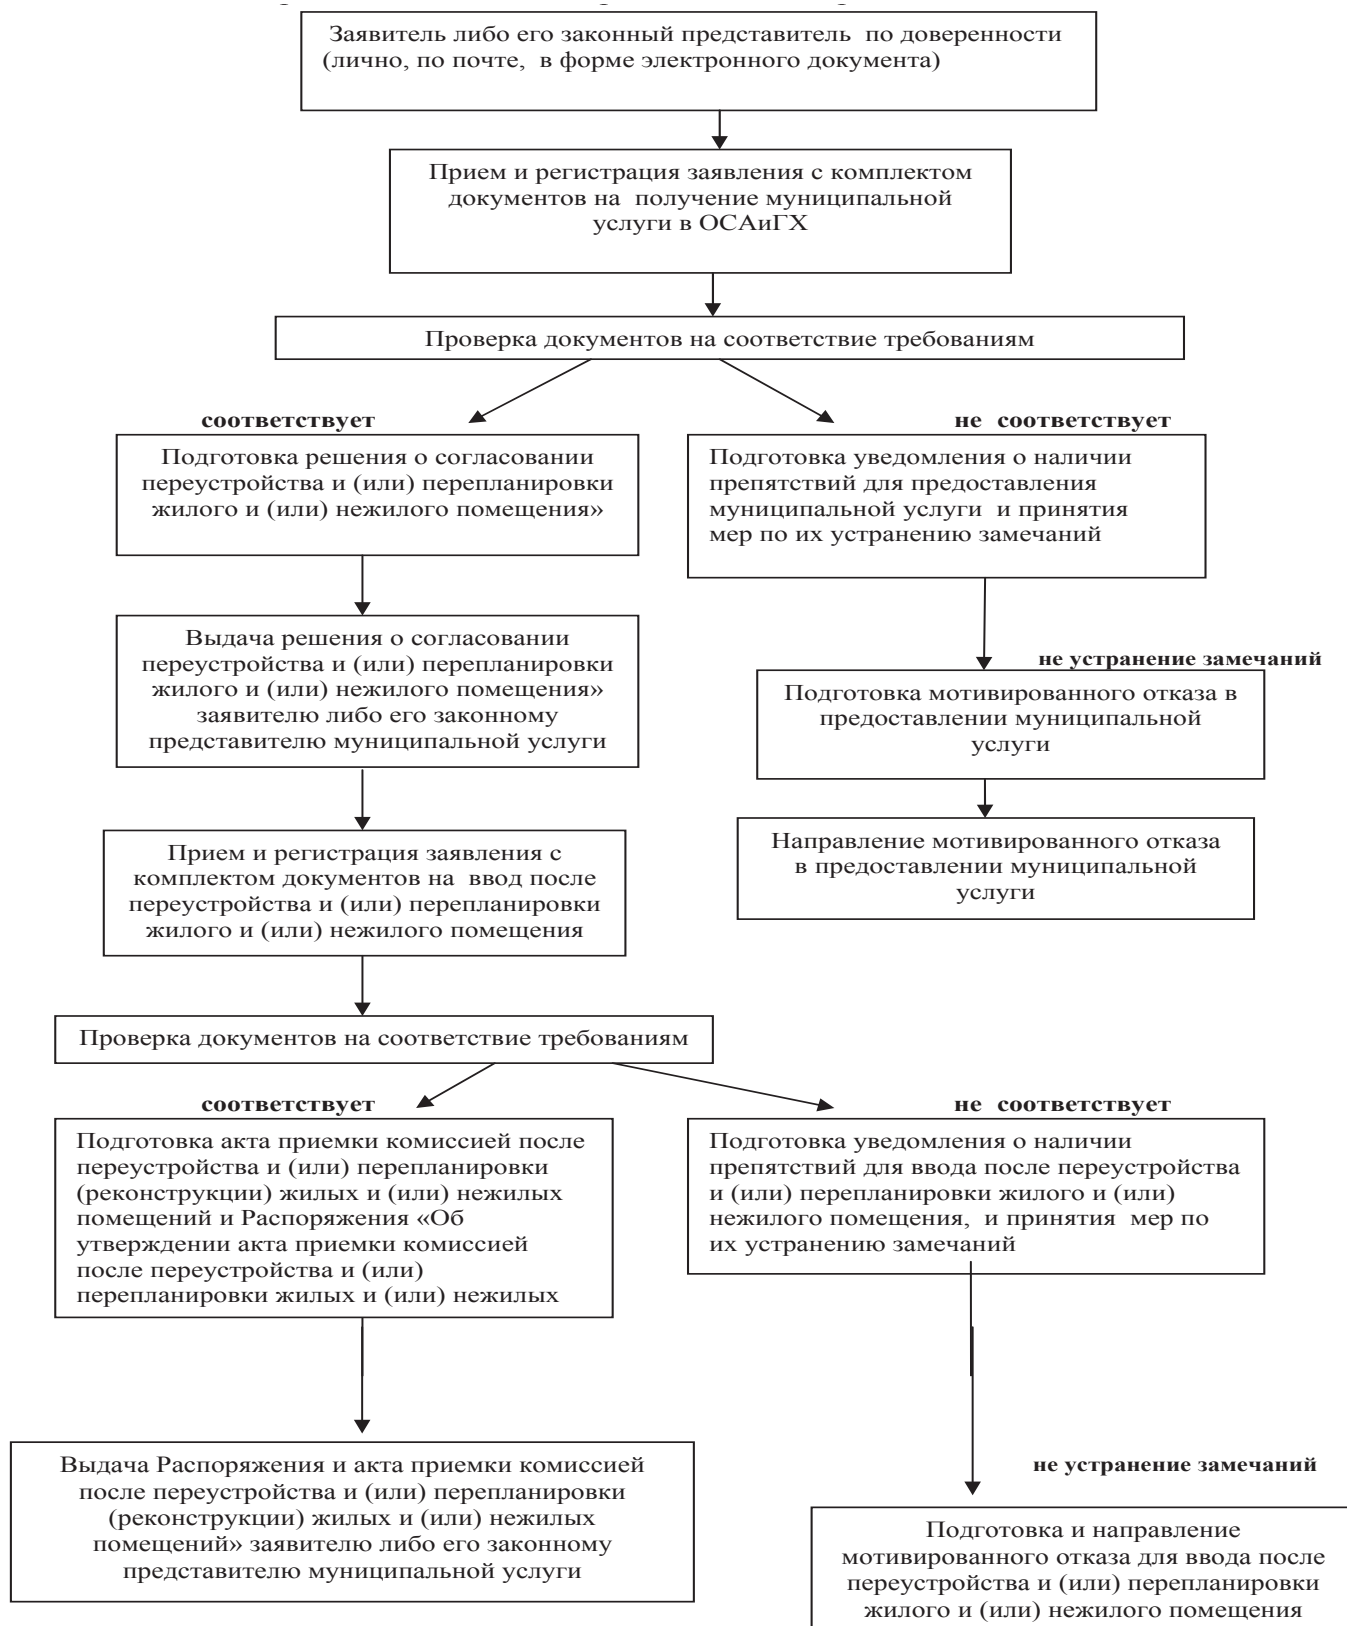 Заявитель либо его законный представитель по доверенности
(лично, по почте, в форме электронного документа)
Прием и регистрация заявления с комплектом
документов на получение муниципальной
услуги в ОСАиГХ
Проверка документов на соответствие требованиям
соответствует
не соответствует
Подготовка решения о согласовании
переустройства и (или) перепланировки
жилого и (или) нежилого помещения»
Подготовка уведомления о наличии
препятствий для предоставления
муниципальной услуги и принятия
мер по их устранению замечаний
Выдача решения о согласовании
переустройства и (или) перепланировки
жилого и (или) нежилого помещения»
заявителю либо его законному
представителю муниципальной услуги
не устранение замечаний
Подготовка мотивированного отказа в
предоставлении муниципальной
услуги
Направление мотивированного отказа
в предоставлении муниципальной
услуги
Прием и регистрация заявления с
комплектом документов на ввод после
переустройства и (или) перепланировки
жилого и (или) нежилого помещения
Проверка документов на соответствие требованиям
соответствует
не соответствует
Подготовка акта приемки комиссией после
переустройства и (или) перепланировки
(реконструкции) жилых и (или) нежилых
помещений и Распоряжения «Об
утверждении акта приемки комиссией
после переустройства и (или)
перепланировки жилых и (или) нежилых
Подготовка уведомления о наличии
препятствий для ввода после переустройства
и (или) перепланировки жилого и (или)
нежилого помещения, и принятия мер по
их устранению замечаний
Выдача Распоряжения и акта приемки комиссией
после переустройства и (или) перепланировки
(реконструкции) жилых и (или) нежилых
помещений» заявителю либо его законному
представителю муниципальной услуги
не устранение замечаний
Подготовка и направление
мотивированного отказа для ввода после
переустройства и (или) перепланировки
жилого и (или) нежилого помещения